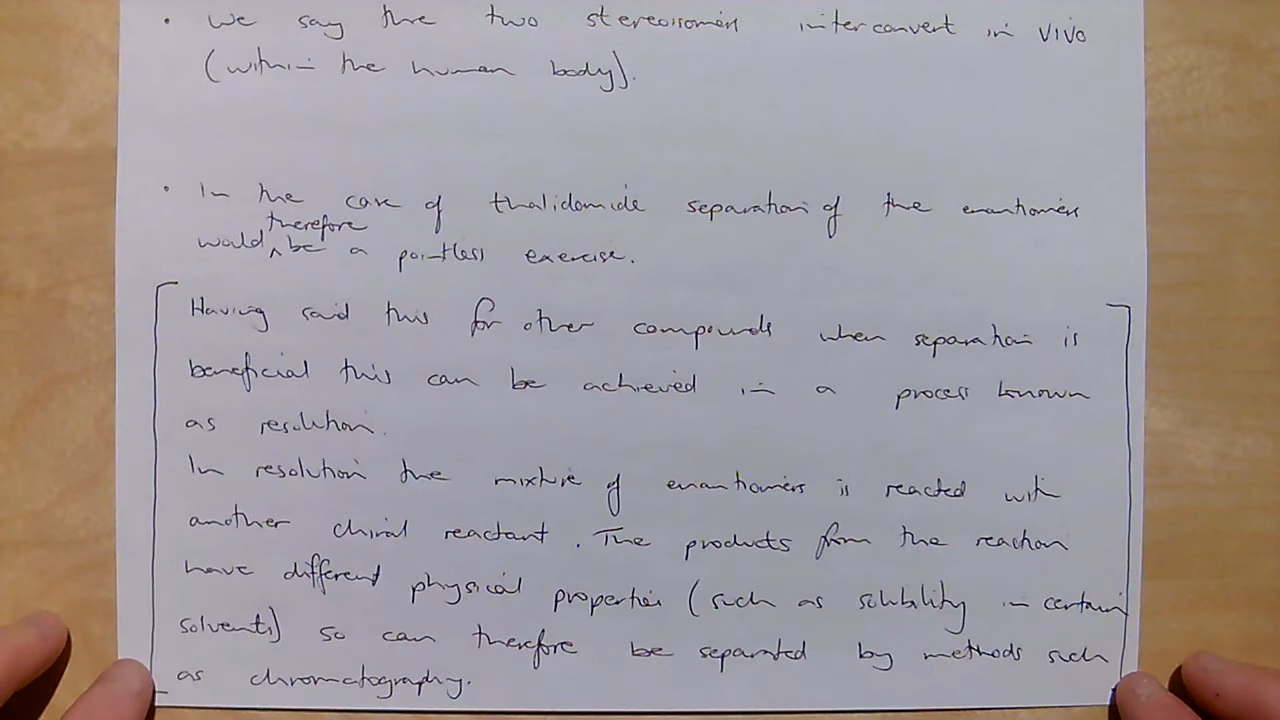 • We say the two stereoisomers interconvert in vivo
(within the human body).
• In the case of thalidomide separation of the enantiomers
would therefore be a pointless exercise.
Having said this for other compounds when separation is
beneficial this can be achieved in a process known
as resolution.
In resolution the mixture of enantiomers is reacted with
another chiral reactant. The products from the reaction
have different physical properties (such as solubility in certain
solvents) so can therefore be separated by methods such
as chromatography.